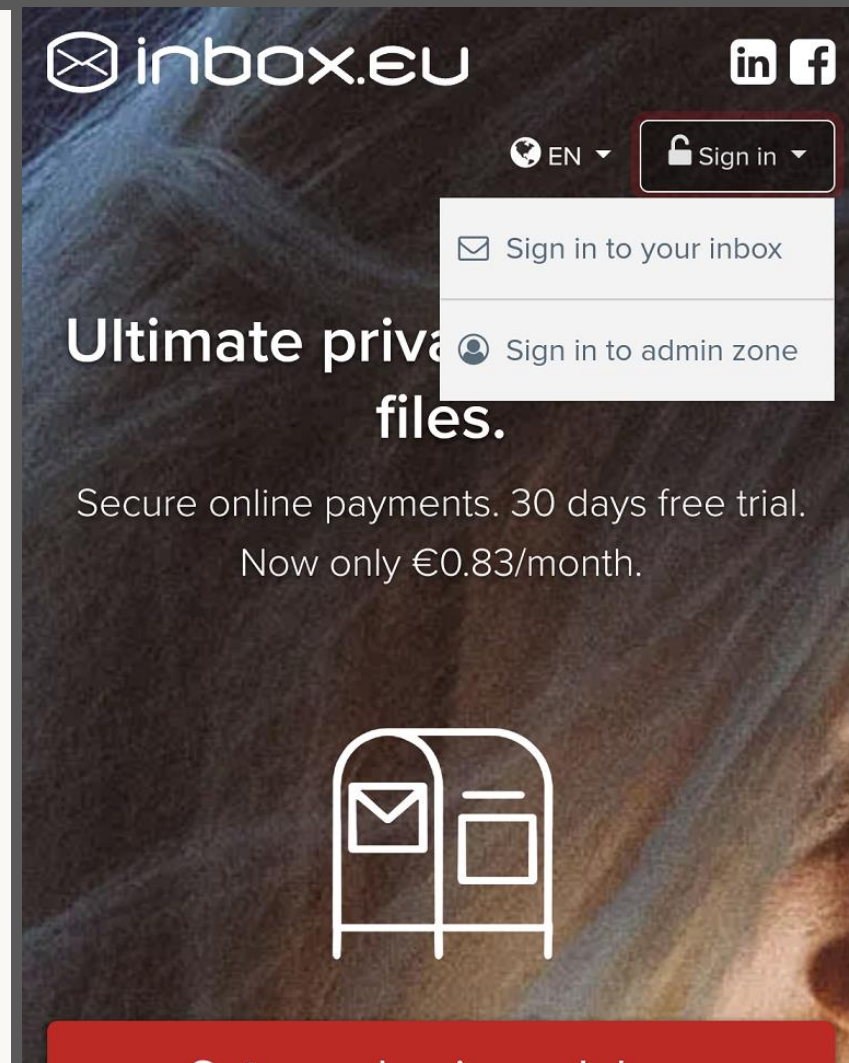 inbox.eu
in f
EN
Sign in
Sign in to your inbox
Sign in to admin zone
Ultimate
files.
Secure online payments. 30 days free trial.
Now only €0.83/month.